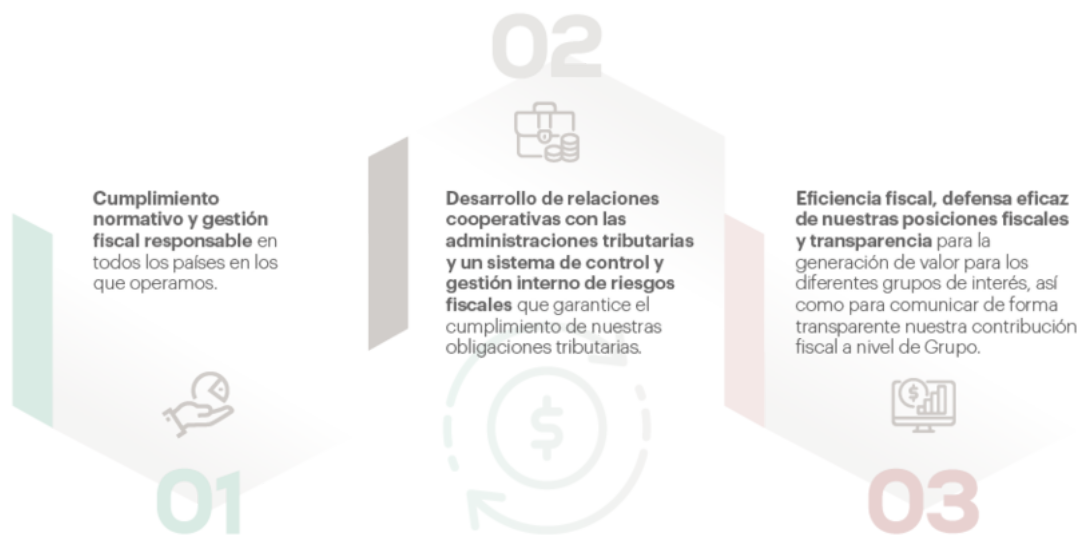 01
Cumplimiento
normativo y gestión
fiscal responsable en
todos los países en los
que operamos.
02
Desarrollo de relaciones
cooperativas con las
administraciones tributarias
y un sistema de control y
gestión interno de riesgos
fiscales que garantice el
cumplimiento de nuestras
obligaciones tributarias.
$
03
Eficiencia fiscal, defensa eficaz
de nuestras posiciones fiscales
y transparencia para la
generación de valor para los
diferentes grupos de interés, así
como para comunicar de forma
transparente nuestra contribución
fiscal a nivel de Grupo.
$